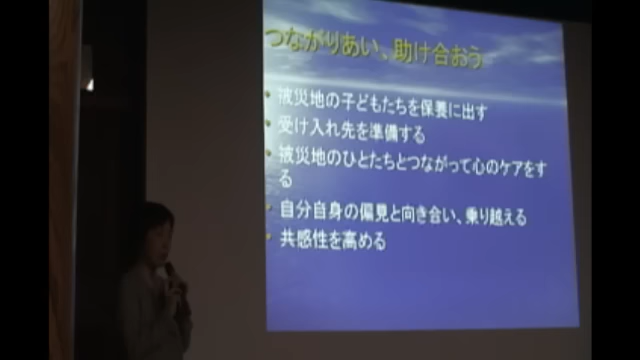 つながりあい、助け合おう
被災地の子どもたちを保養に出す
受け入れ先を準備する
被災地のひとたちとつながって心のケアをす
る
自分自身の偏見と向き合い、乗り越える
共感性を高める